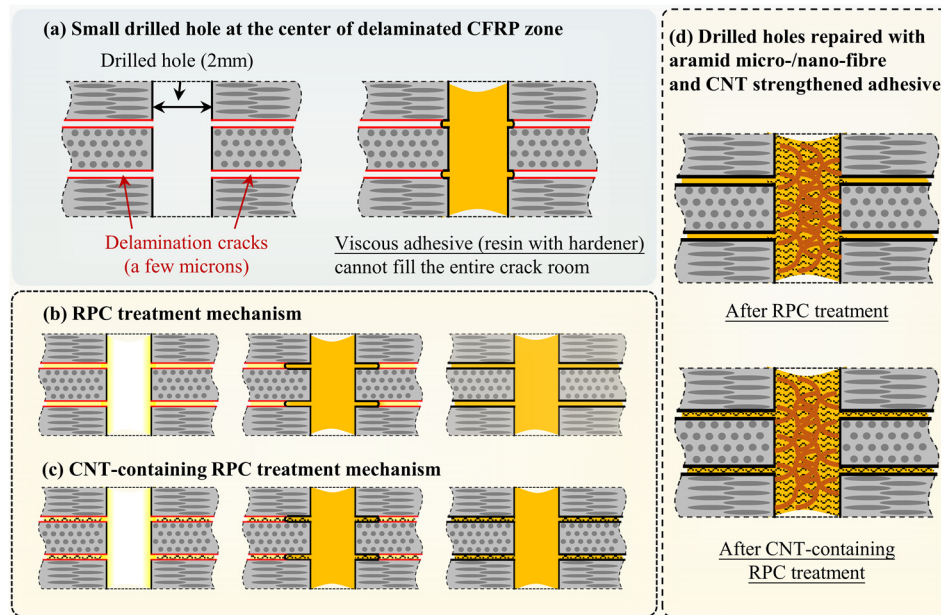 (a) Small drilled hole at the center of delaminated CFRP zone
Drilled hole (2mm)
Delamination cracks
(a few microns)
Viscous adhesive (resin with hardener)
cannot fill the entire crack room
(b) RPC treatment mechanism
(c) CNT-containing RPC treatment mechanism
(d) Drilled holes repaired with
aramid micro-/nano-fibre
and CNT strengthened adhesive
After RPC treatment
After CNT-containing
RPC treatment